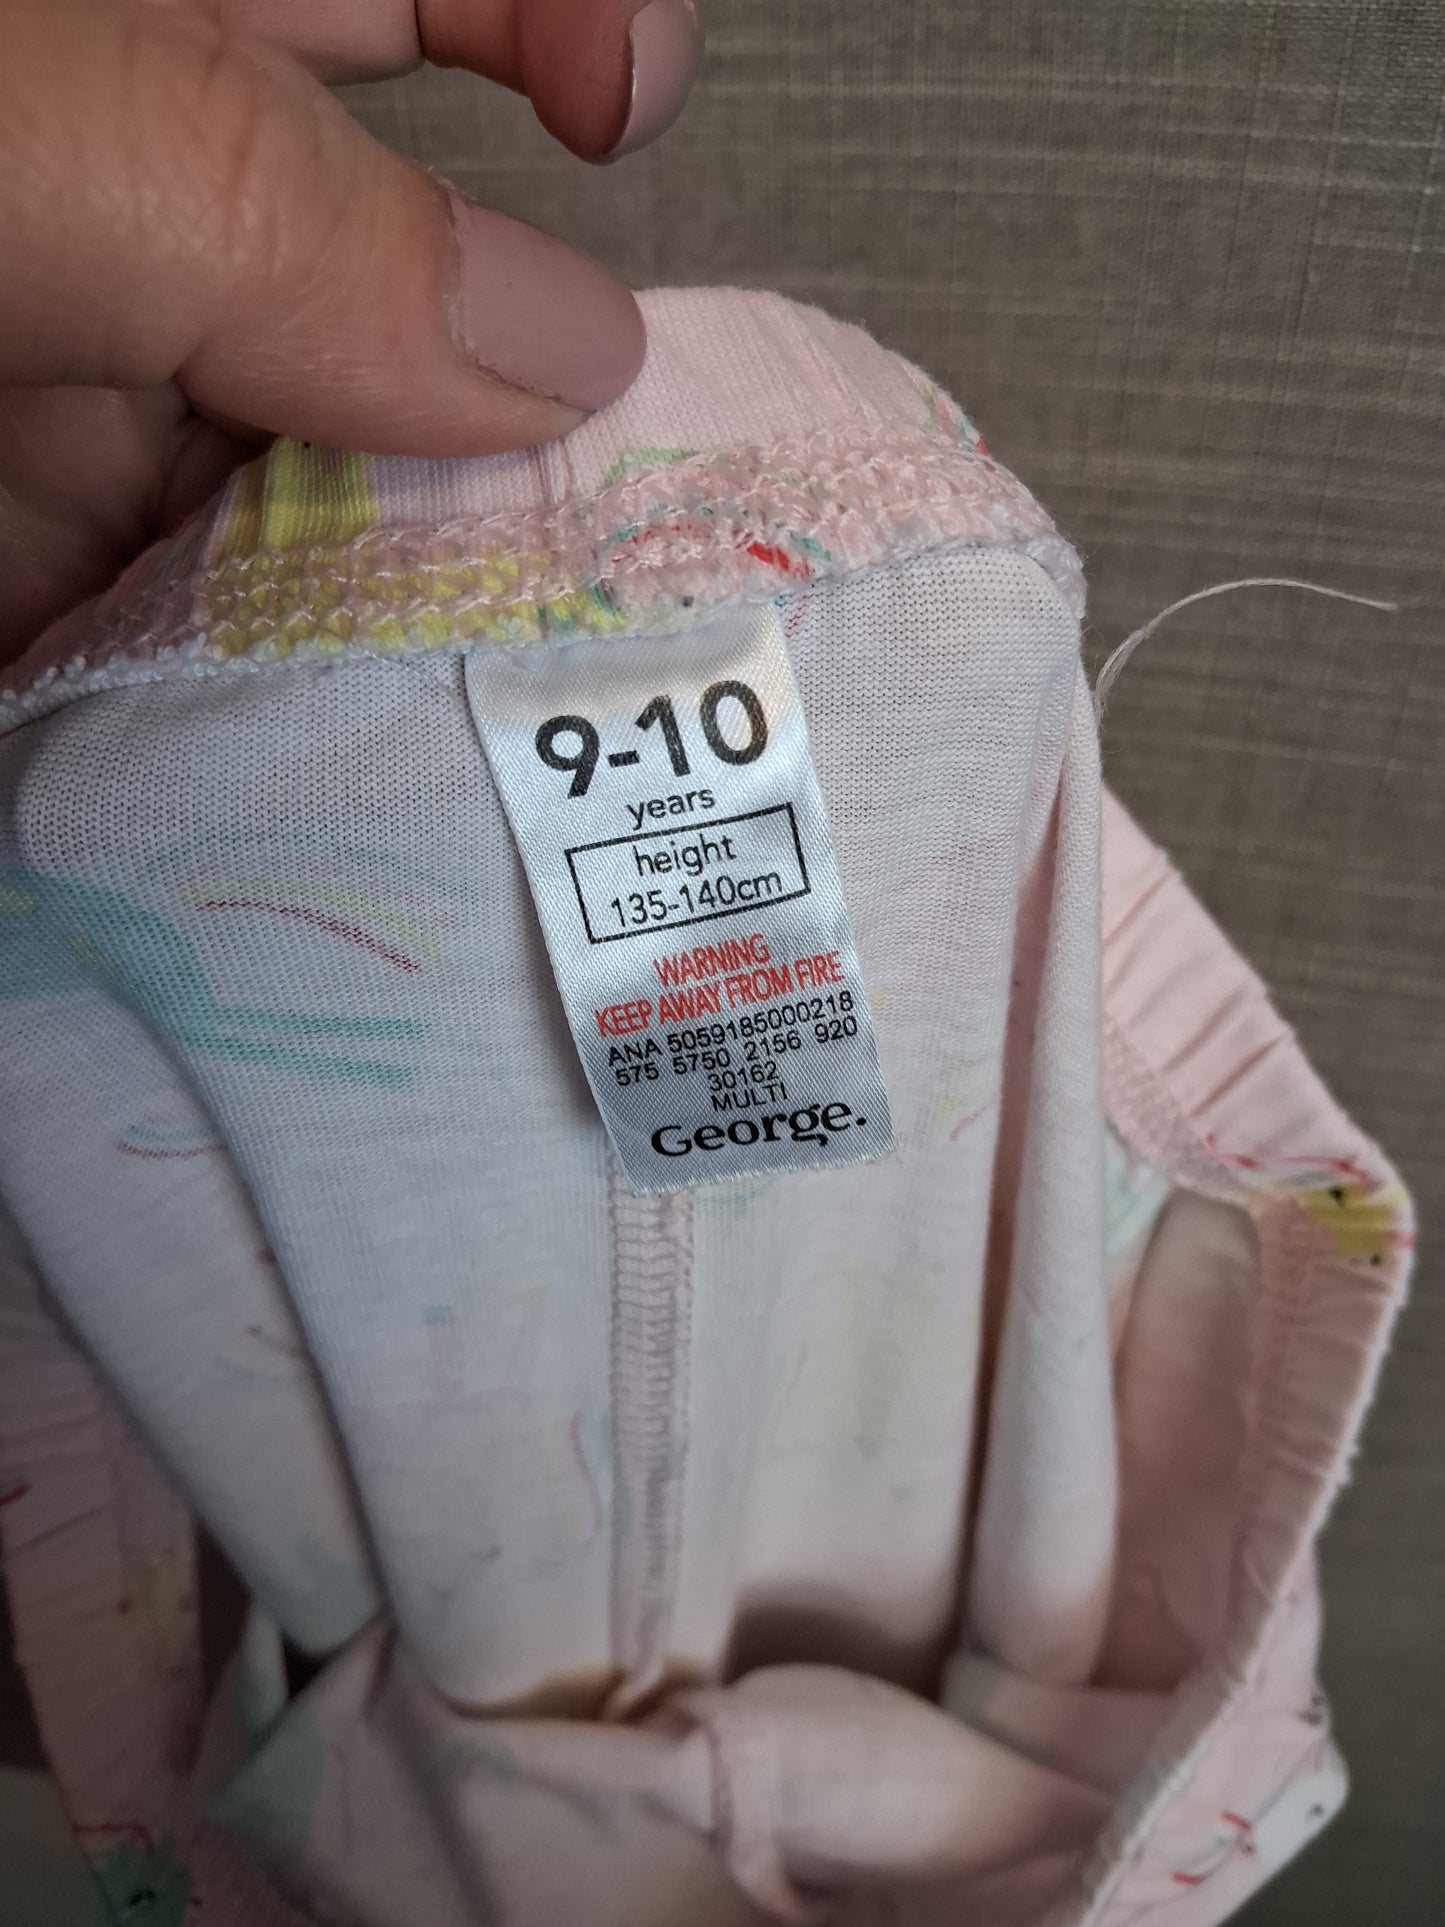 9-10
years
height
135-140cm
WARNING
KEEP AWAY FROM FIRE
ANA 5059185000218
575 5750 2156 920
30162
MULTI
George.